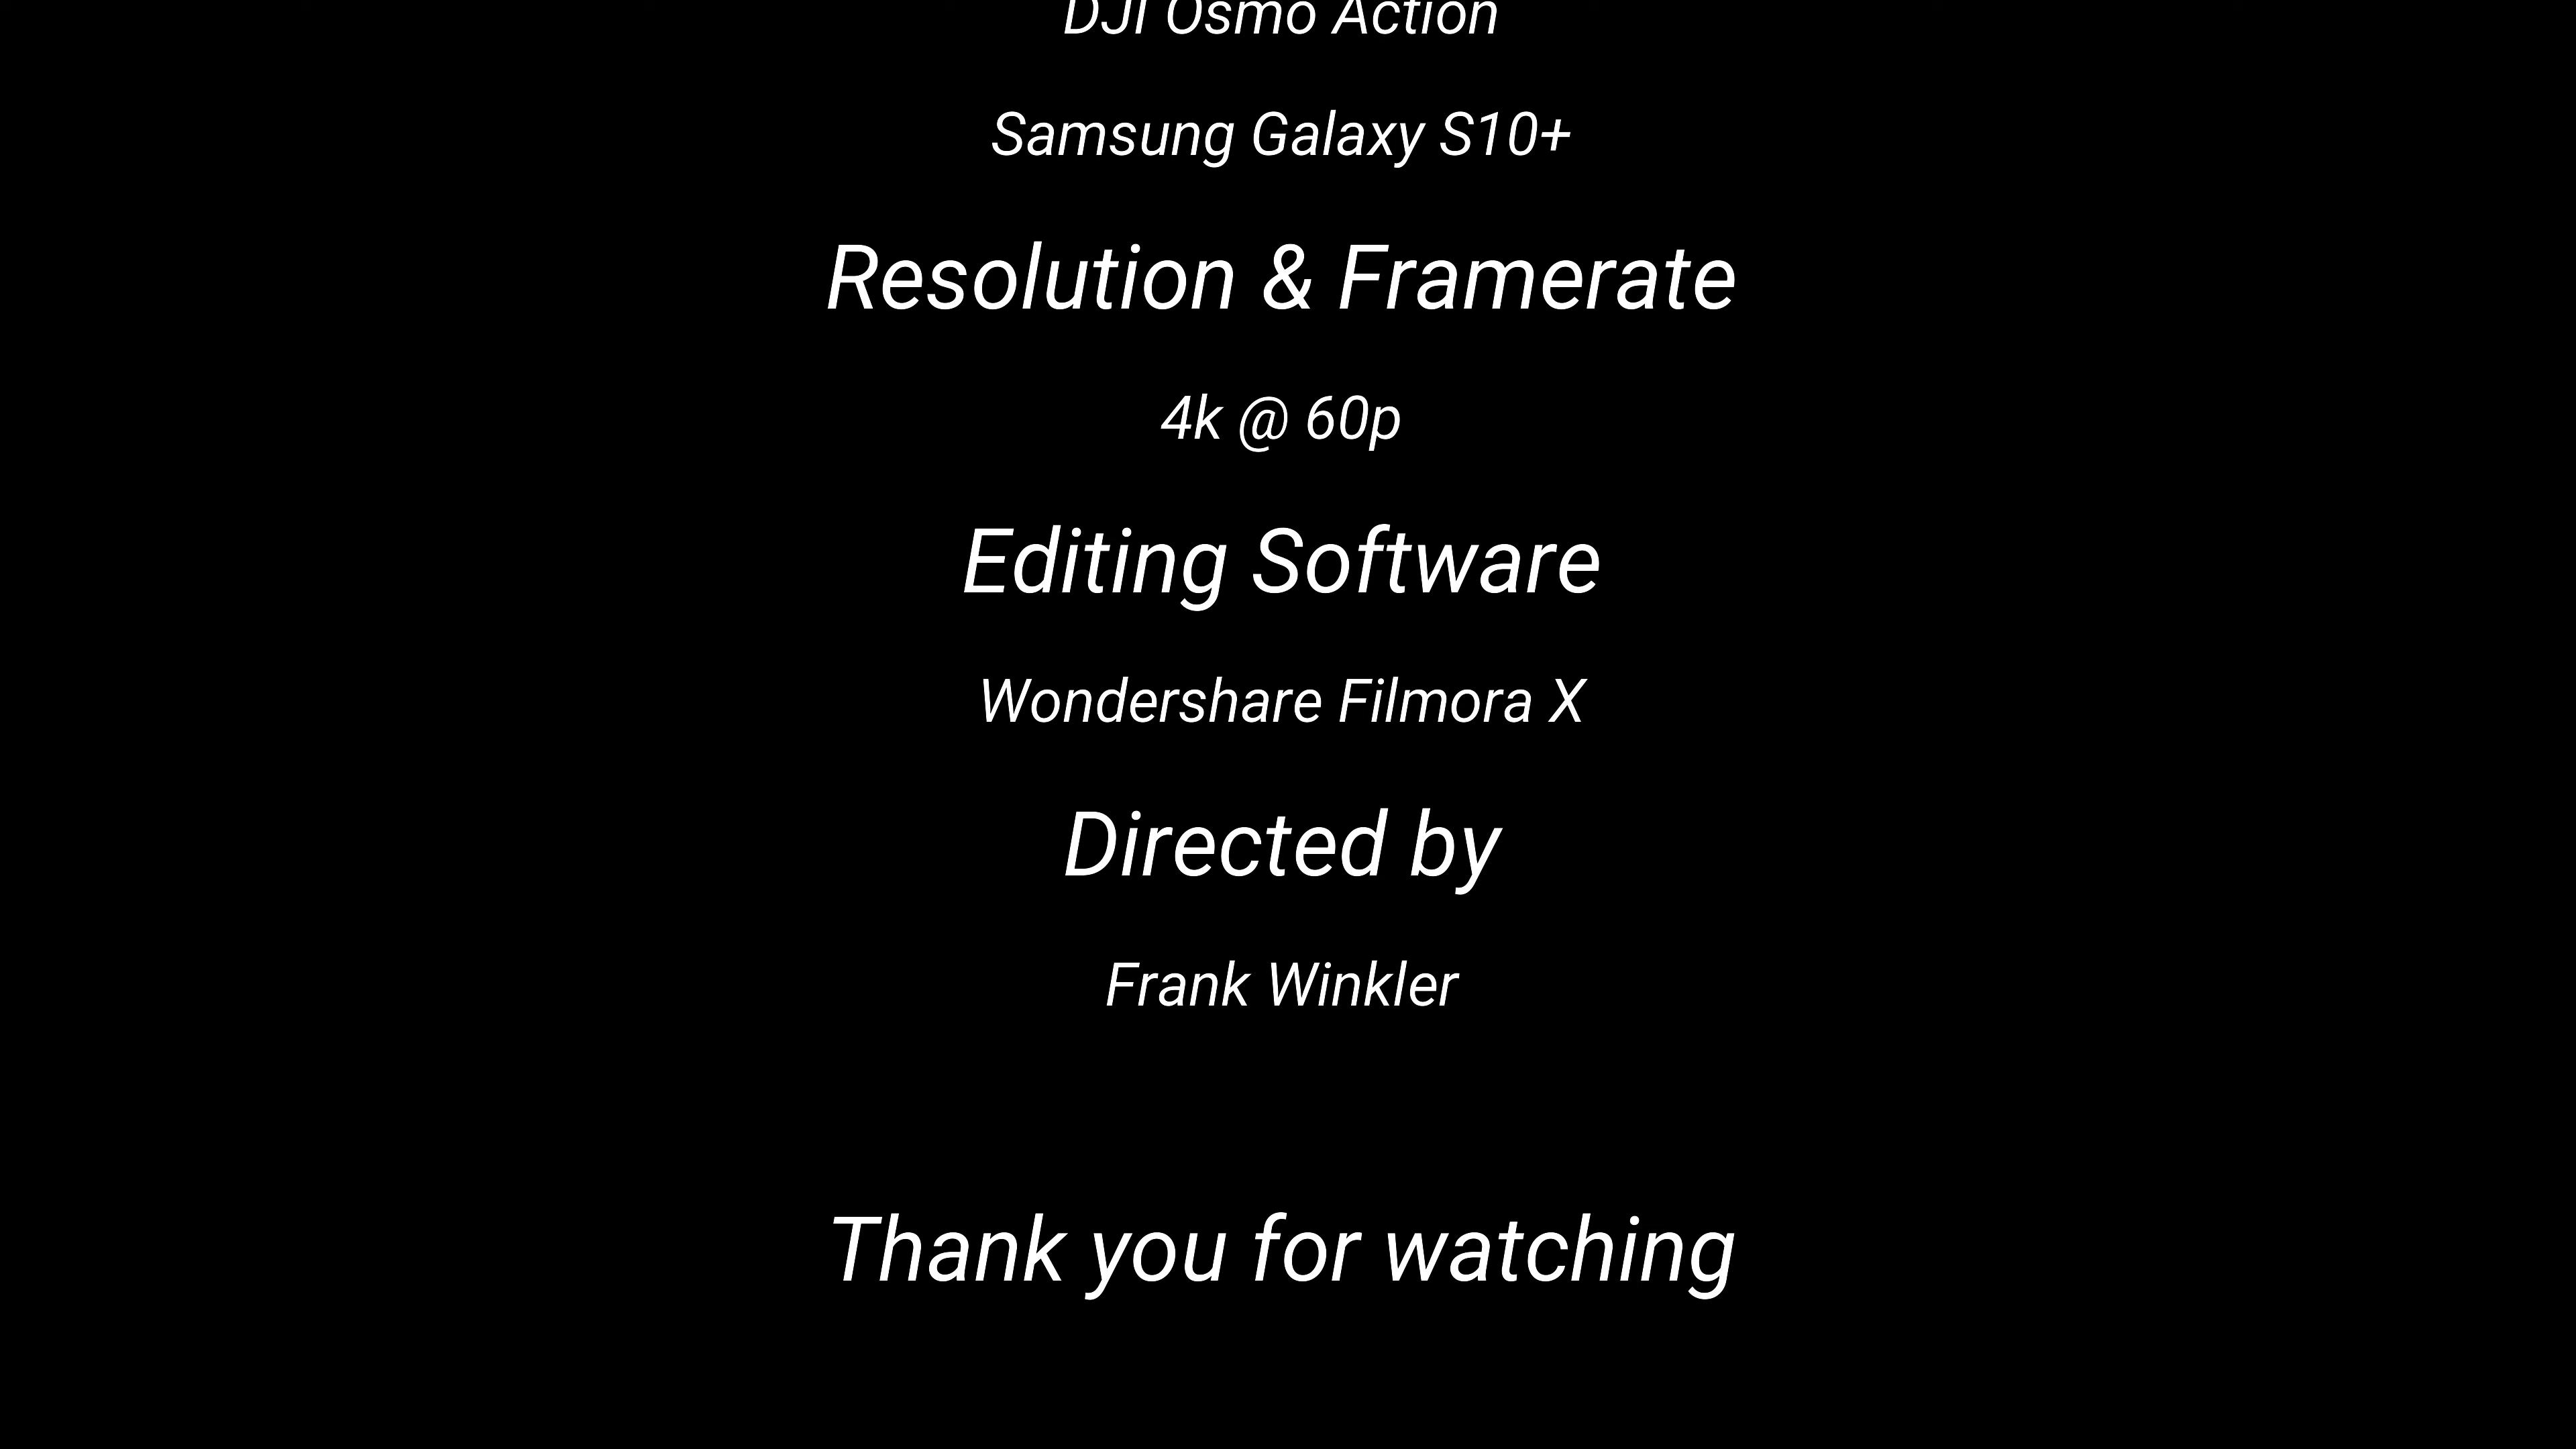 DJI Osmo Action
Samsung Galaxy S10+
Resolution & Framerate
4k @ 60p
Editing Software
Wondershare Filmora X
Directed by
Frank Winkler
Thank you for watching